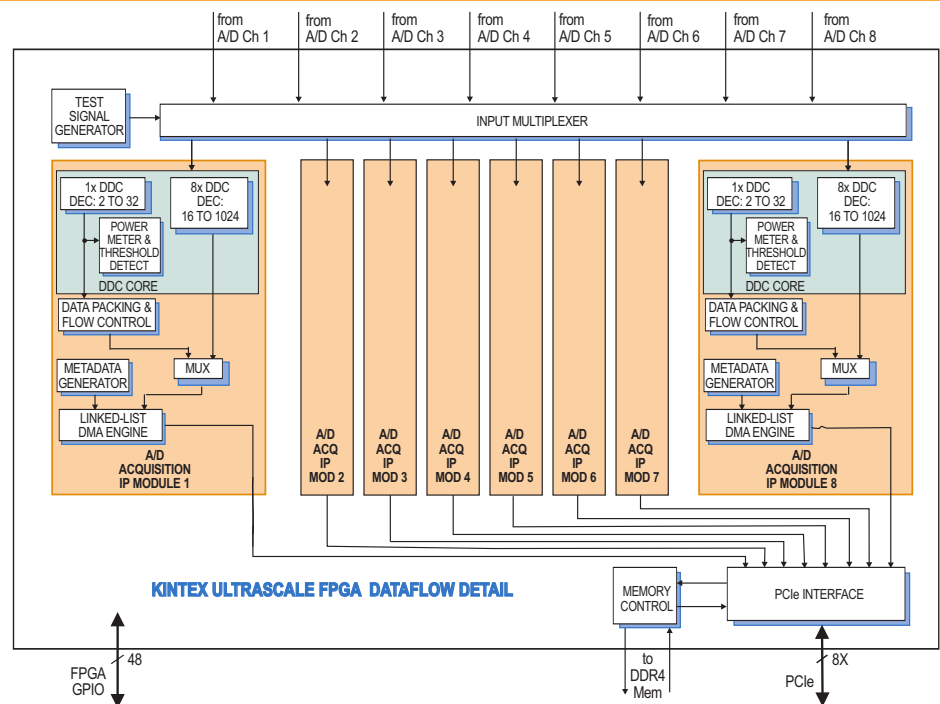 from
A/D Ch 1
from
A/D Ch 2
from
A/D Ch 3
from
A/D Ch 4
from
A/D Ch 5
from
A/D Ch 6
from
A/D Ch 7
from
A/D Ch 8
TEST
SIGNAL
GENERATOR
INPUT MULTIPLEXER
1x DDC
DEC: 2 TO 32
8x DDC
DEC:
16 TO 1024
POWER
METER &
THRESHOLD
DETECT
DDC CORE
DATA PACKING &
FLOW CONTROL
METADATA
GENERATOR
MUX
LINKED-LIST
DMA ENGINE
A/D
ACQUISITION
IP MODULE 1
A/D
ACQ
IP
MOD 2
A/D
ACQ
IP
MOD 3
A/D
ACQ
IP
MOD 4
A/D
ACQ
IP
MOD 5
A/D
ACQ
IP
MOD 6
A/D
ACQ
IP
MOD 7
1x DDC
DEC: 2 TO 32
8x DDC
DEC:
16 TO 1024
POWER
METER &
THRESHOLD
DETECT
DDC CORE
DATA PACKING &
FLOW CONTROL
METADATA
GENERATOR
MUX
LINKED-LIST
DMA ENGINE
A/D
ACQUISITION
IP MODULE 8
KINTEX ULTRASCALE FPGA DATAFLOW DETAIL
MEMORY
CONTROL
PCIe INTERFACE
48
FPGA
GPIO
to
DDR4
Mem
8X
PCIe